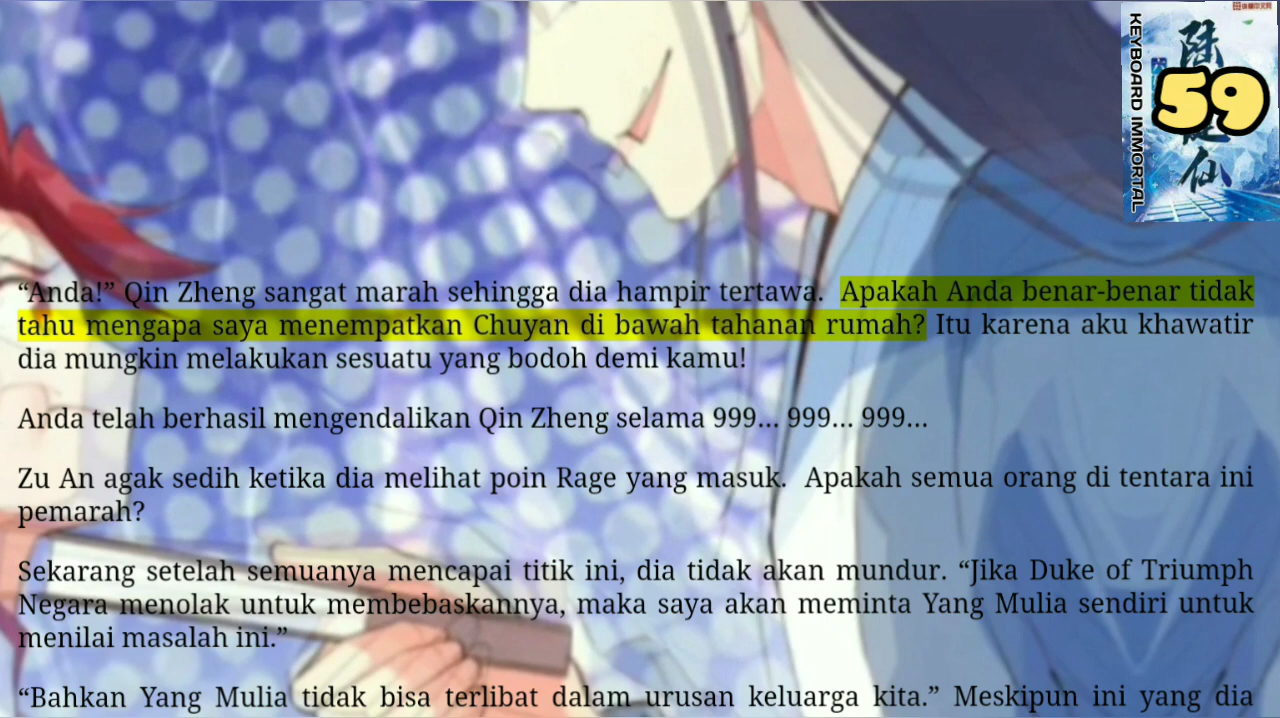 KEYBOARD IMMORTAL
59
“Anda!” Qin Zheng sangat marah sehingga dia hampir tertawa.  Apakah Anda benar-benar tidak
tahu mengapa saya menempatkan Chuyan di bawah tahanan rumah? Itu karena aku khawatir
dia mungkin melakukan sesuatu yang bodoh demi kamu!
Anda telah berhasil mengendalikan Qin Zheng selama 999… 999… 999…
Zu An agak sedih ketika dia melihat poin Rage yang masuk.  Apakah semua orang di tentara ini
pemarah?
Sekarang setelah semuanya mencapai titik ini, dia tidak akan mundur. “Jika Duke of Triumph
Negara menolak untuk membebaskannya, maka saya akan meminta Yang Mulia sendiri untuk
menilai masalah ini.”
“Bahkan Yang Mulia tidak bisa terlibat dalam urusan keluarga kita.” Meskipun ini yang dia